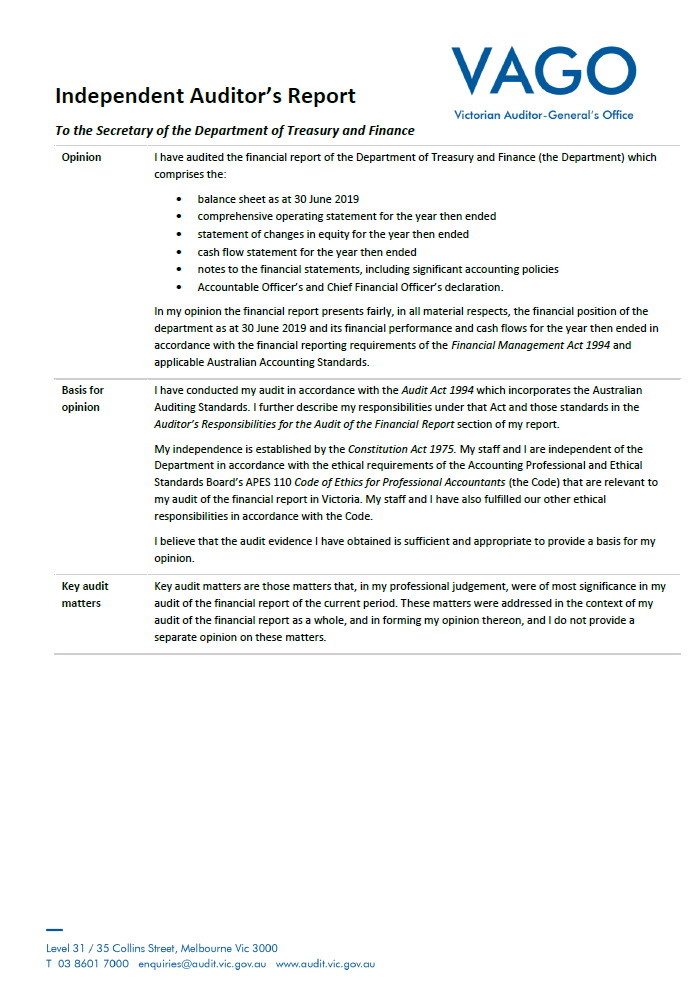 VAGO
Victorian Auditor-General's Office
Independent Auditor's Report
To the Secretary of the Department of Treasury and Finance
Opinion
I have audited the financial report of the Department of Treasury and Finance (the Department) which
comprises the:
• balance sheet as at 30 June 2019
• comprehensive operating statement for the year then ended
• statement of changes in equity for the year then ended
• cash flow statement for the year then ended
• notes to the financial statements, including significant accounting policies
• Accountable Officer's and Chief Financial Officer's declaration.
In my opinion the financial report presents fairly, in all material respects, the financial position of the
department as at 30 June 2019 and its financial performance and cash flows for the year then ended in
accordance with the financial reporting requirements of the Financial Management Act 1994 and
applicable Australian Accounting Standards.
Basis for
opinion
I have conducted my audit in accordance with the Audit Act 1994 which incorporates the Australian
Auditing Standards. I further describe my responsibilities under that Act and those standards in the
Auditor's Responsibilities for the Audit of the Financial Report section of my report.
My independence is established by the Constitution Act 1975. My staff and I are independent of the
Department in accordance with the ethical requirements of the Accounting Professional and Ethical
Standards Board's APES 110 Code of Ethics for Professional Accountants (the Code) that are relevant to
my audit of the financial report in Victoria. My staff and I have also fulfilled our other ethical
responsibilities in accordance with the Code.
I believe that the audit evidence I have obtained is sufficient and appropriate to provide a basis for my
opinion.
Key audit
matters
Key audit matters are those matters that, in my professional judgement, were of most significance in my
audit of the financial report of the current period. These matters were addressed in the context of my
audit of the financial report as a whole, and in forming my opinion thereon, and I do not provide a
separate opinion on these matters.
Level 31 / 35 Collins Street, Melbourne Vic 3000
T 03 8601 7000 enquiries@audit.vic.gov.au www.audit.vic.gov.au